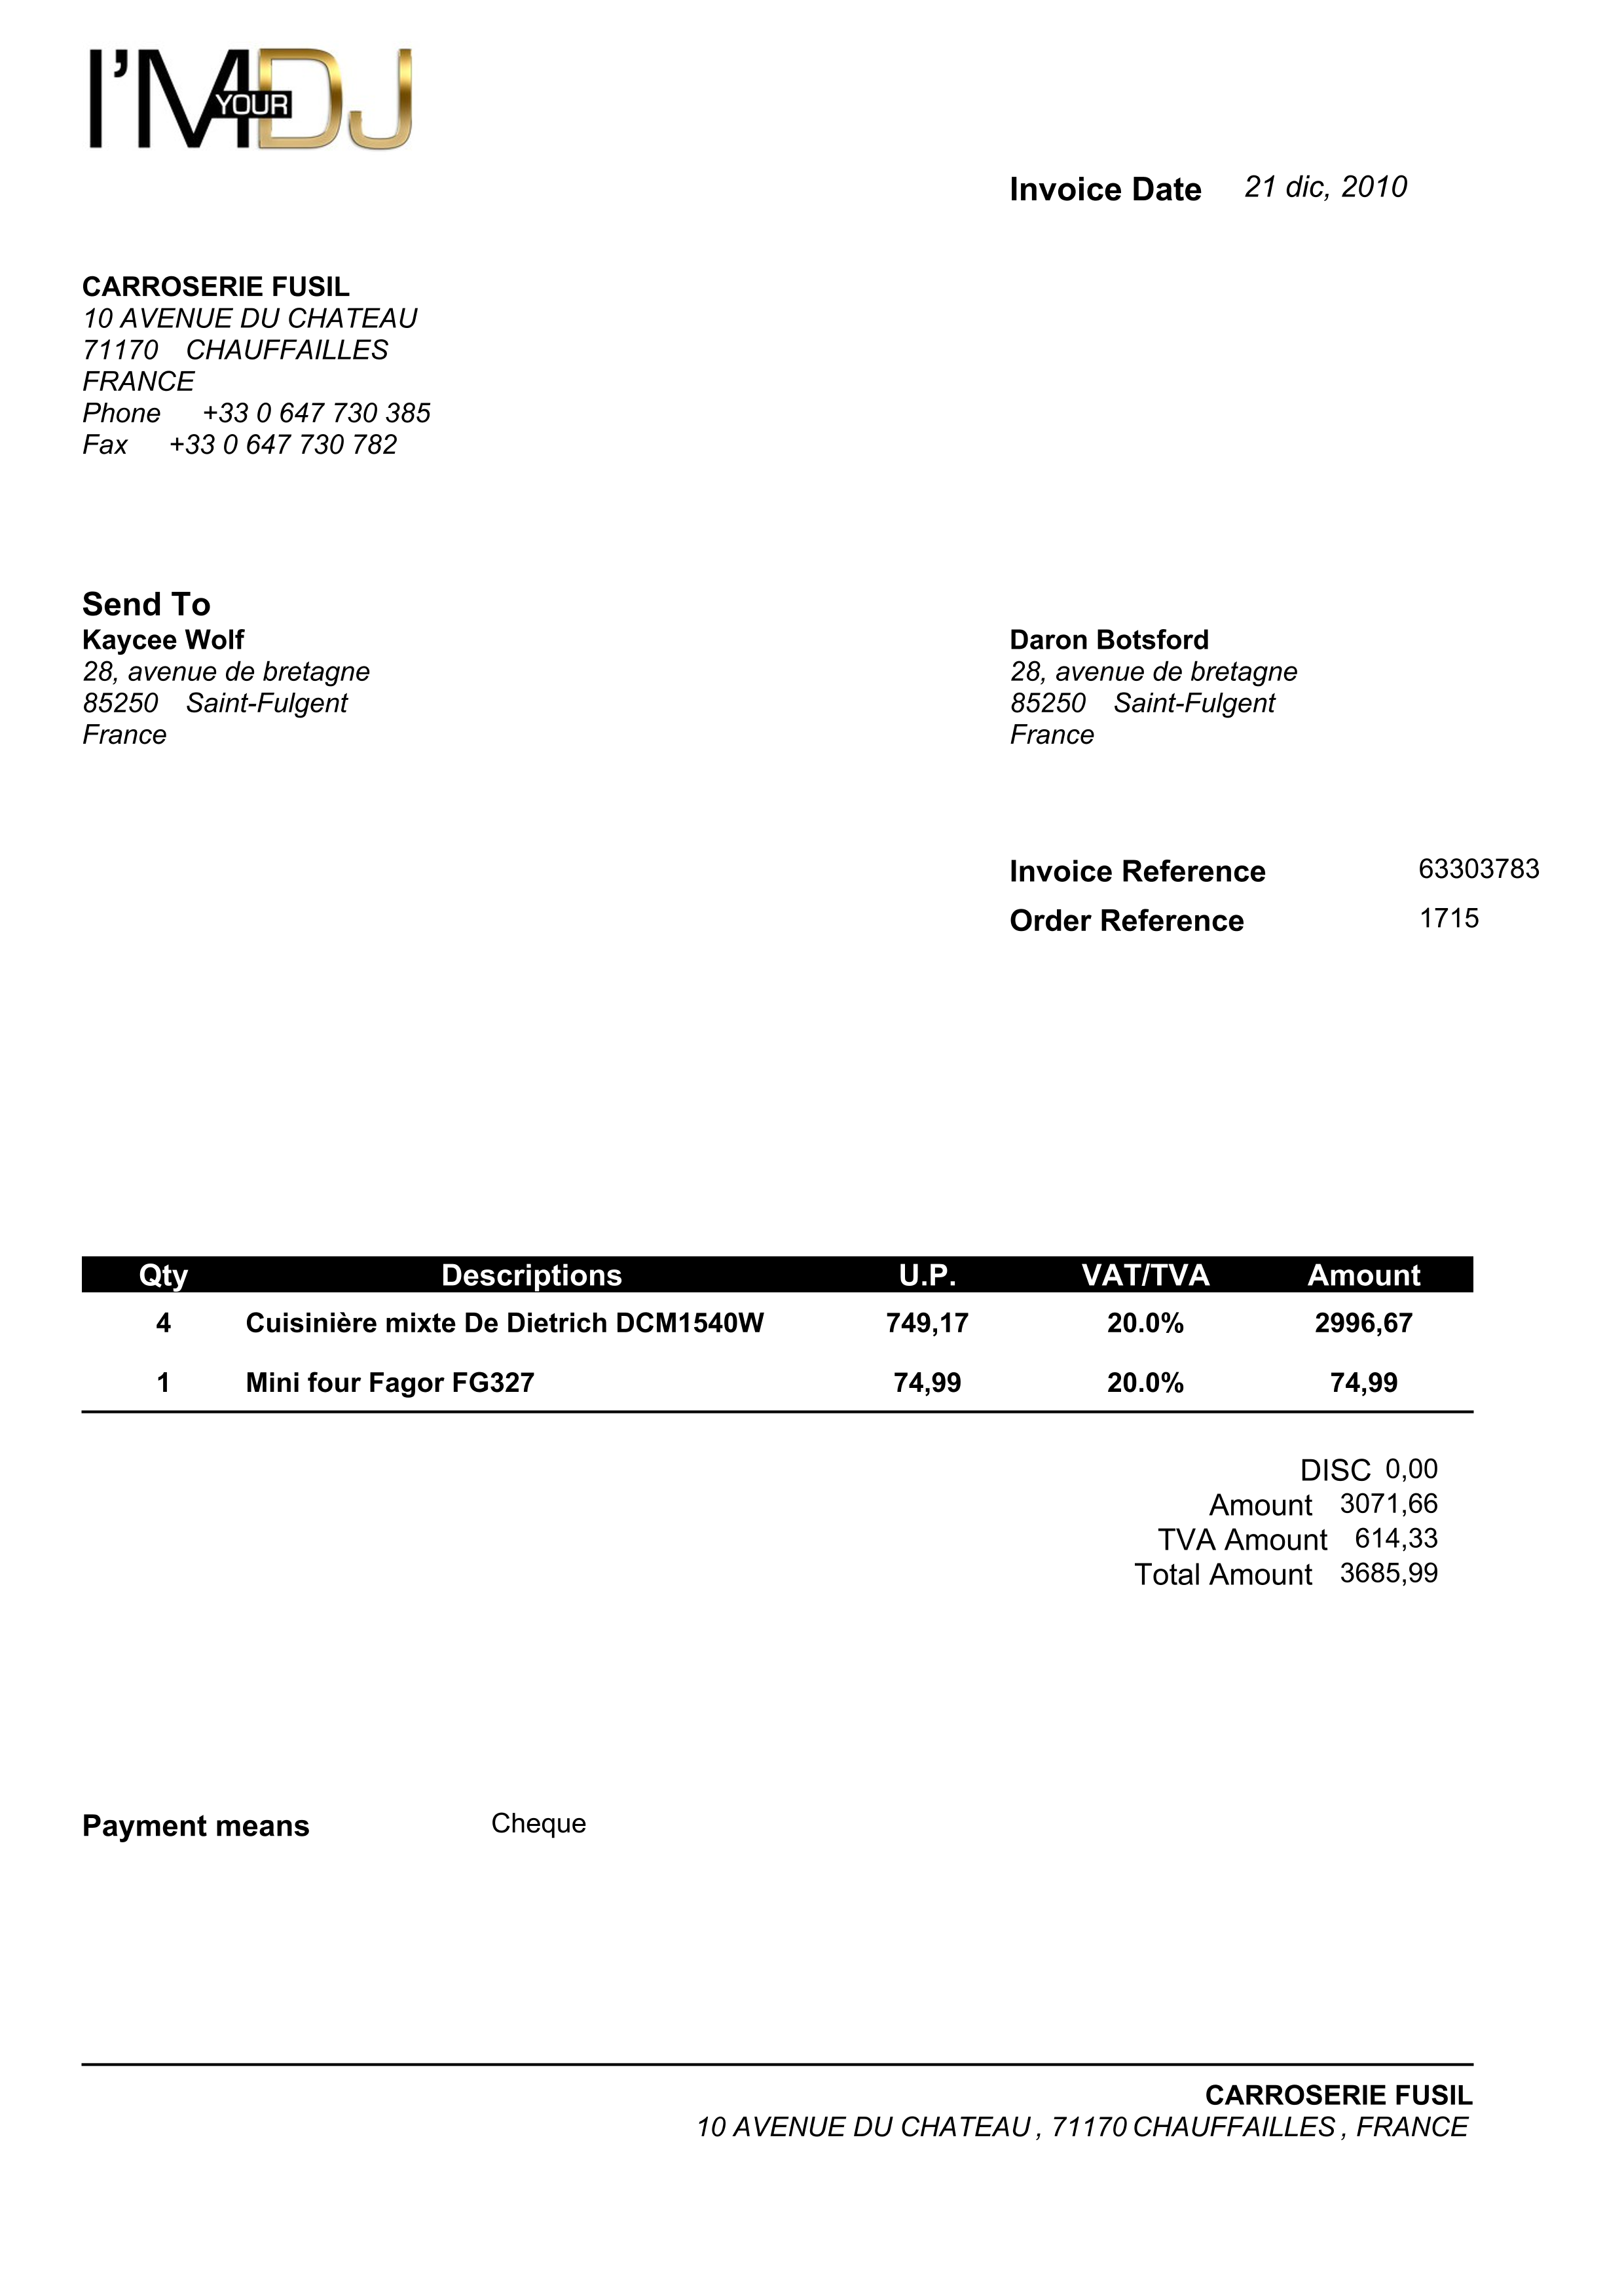 I'M YOUR DJ
Invoice Date 21 dic, 2010
CARROSERIE FUSIL
10 AVENUE DU CHATEAU
71170 CHAUFFAILLES
FRANCE
Phone +33 0 647 730 385
Fax +33 0 647 730 782
Send To
Kaycee Wolf
28, avenue de bretagne
85250 Saint-Fulgent
France
Daron Botsford
28, avenue de bretagne
85250 Saint-Fulgent
France
Invoice Reference 63303783
Order Reference 1715
Qty Descriptions U.P. VAT/TVA Amount
4 Cuisinière mixte De Dietrich DCM1540W 749,17 20.0% 2996,67
1 Mini four Fagor FG327 74,99 20.0% 74,99
DISC 0,00
Amount 3071,66
TVA Amount 614,33
Total Amount 3685,99
Payment means Cheque
CARROSERIE FUSIL
10 AVENUE DU CHATEAU , 71170 CHAUFFAILLES , FRANCE